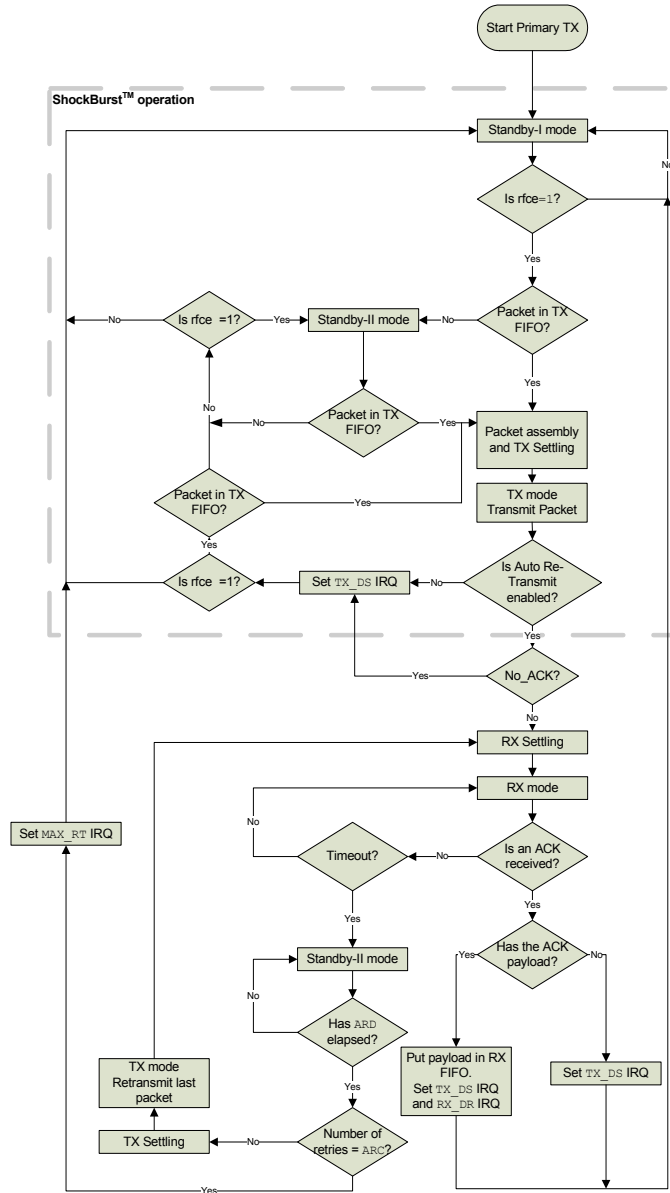 Start Primary TX
ShockBurst™ operation
Standby-I mode
No
Is rfce=1?
Yes
Is rfce =1?
No
Yes
Standby-II mode
No
Packet in TX
FIFO?
Yes
No
No
Packet in TX
FIFO?
Yes
Packet assembly
and TX Settling
Packet in TX
FIFO?
Yes
TX mode
Transmit Packet
Yes
Is rfce =1?
Set TX_DS IRQ
No
Is Auto Re-
Transmit
enabled?
Yes
Yes
No_ACK?
No
RX Settling
RX mode
No
Set MAX_RT IRQ
Timeout?
No
Is an ACK
received?
Yes
Yes
Standby-II mode
Yes
Has the ACK
payload?
No
No
Has ARD
elapsed?
Yes
TX mode
Retransmit last
packet
Put payload in RX
FIFO.
Set TX_DS IRQ
and RX_DR IRQ
Set TX_DS IRQ
TX Settling
No
Number of
retries = ARC?
Yes